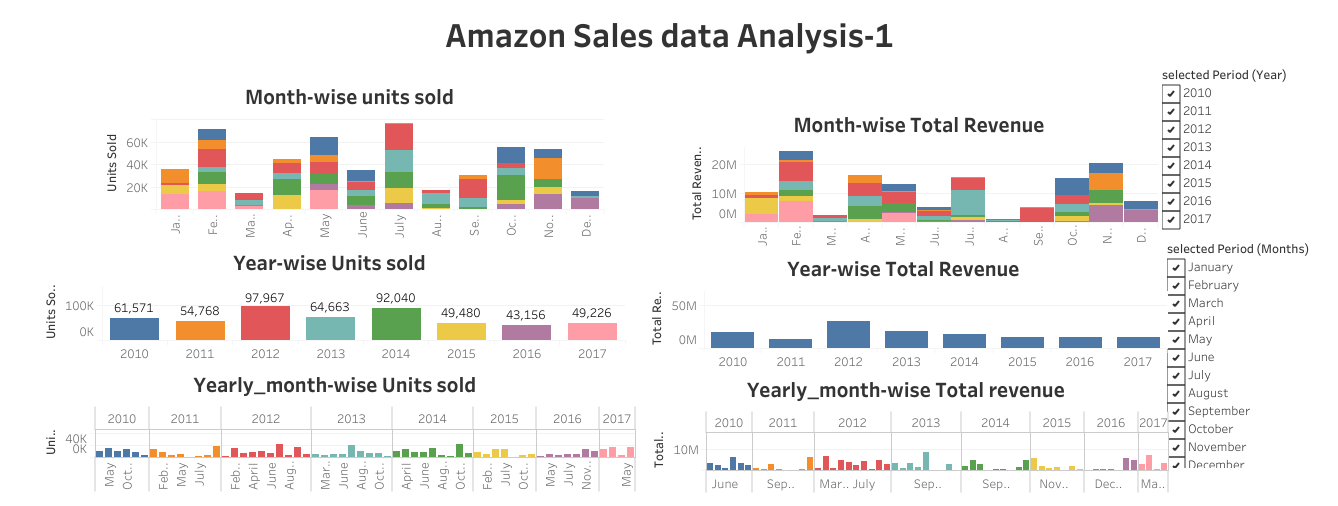 Amazon Sales data Analysis-1
Month-wise units sold
Units Sold
60K
40K
20K
Ja..
Fe..
Ma..
Ap..
May
June
July
Au..
Se..
Oc..
No..
De..
Month-wise Total Revenue
Total Reven..
20M
10M
0M
Ja..
Fe..
M..
A..
M..
Ju..
Ju..
A..
Se..
Oc..
N..
D..
selected Period (Year)
2010
2011
2012
2013
2014
2015
2016
2017
Year-wise Units sold
Units So..
100K
0K
61,571
54,768
97,967
64,663
92,040
49,480
43,156
49,226
2010 2011 2012 2013 2014 2015 2016 2017
Year-wise Total Revenue
Total Re..
50M
0M
2010 2011 2012 2013 2014 2015 2016 2017
selected Period (Months)
January
February
March
April
May
June
July
August
September
October
November
December
Yearly_month-wise Units sold
2010 2011 2012 2013 2014 2015 2016 2017
Uni..
40K
0K
May
Oct..
Feb..
May
July
Feb..
April
June
Aug..
Mar..
June
Aug..
Oct..
April
June
Aug..
Oct..
Feb..
July
Oct..
May
July
Nov..
May
Yearly_month-wise Total revenue
2010 2011 2012 2013 2014 2015 2016 2017
Total..
10M
June Sep.. Mar.. July Sep.. Sep.. Nov.. Dec.. Ma..